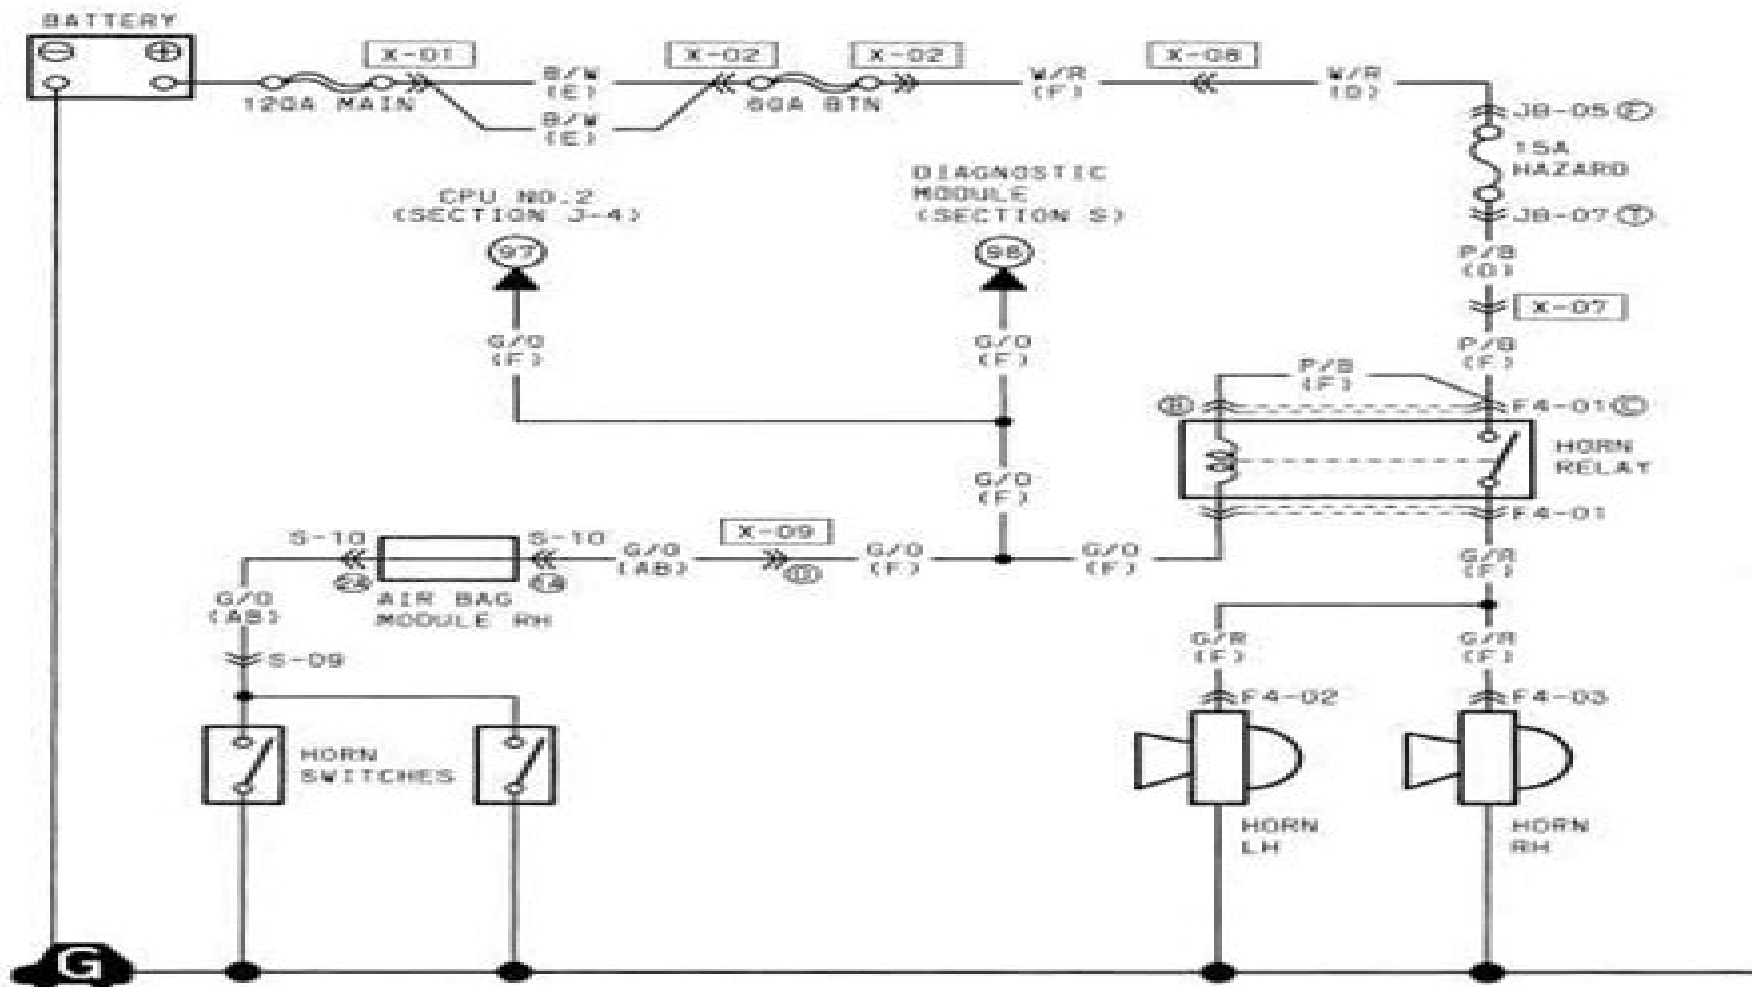 BATTERY
X-01
X-02
X-02
X-08
120A MAIN
B/W
(E)
B/W
(E)
60A BTN
W/R
(F)
W/R
(D)
JB-05 F
15A
HAZARD
JB-07 T
P/B
(D)
X-07
P/B
(F)
CPU NO.2
(SECTION J-4)
97
DIAGNOSTIC
MODULE
(SECTION S)
98
G/O
(F)
G/O
(F)
P/B
(F)
F4-01 C
HORN
RELAY
F4-01
G/O
(F)
S-10
S-10
AIR BAG
MODULE RH
G/O
(AB)
X-09
G/O
(F)
G/O
(F)
G/R
(F)
G/O
(AB)
S-09
G/R
(F)
G/R
(F)
F4-02
F4-03
HORN
SWITCHES
HORN
LH
HORN
RH
G